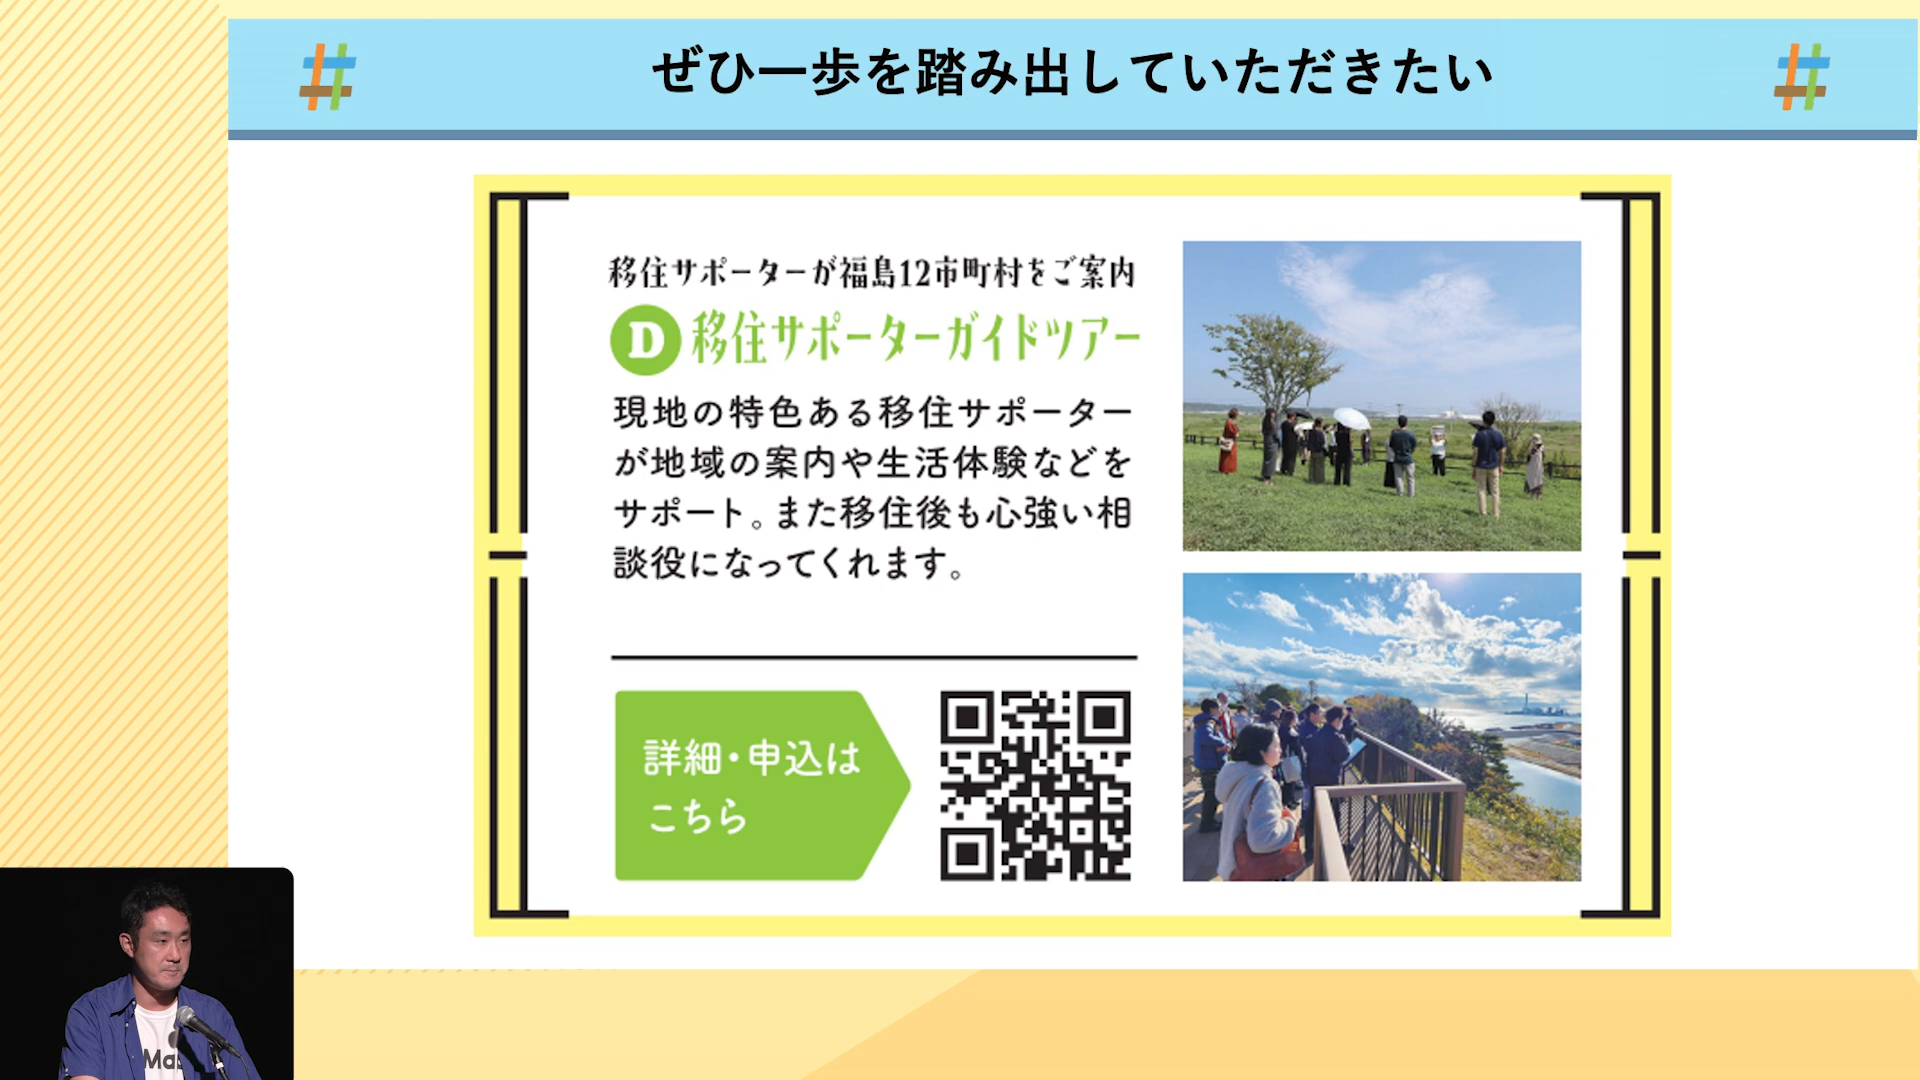 ぜひ一歩を踏み出していただきたい
移住サポーターが福島12市町村をご案内
D 移住サポーターガイドツアー
現地の特色ある移住サポーター
が地域の案内や生活体験などを
サポート。また移住後も心強い相
談役になってくれます。
詳細・申込は
こちら